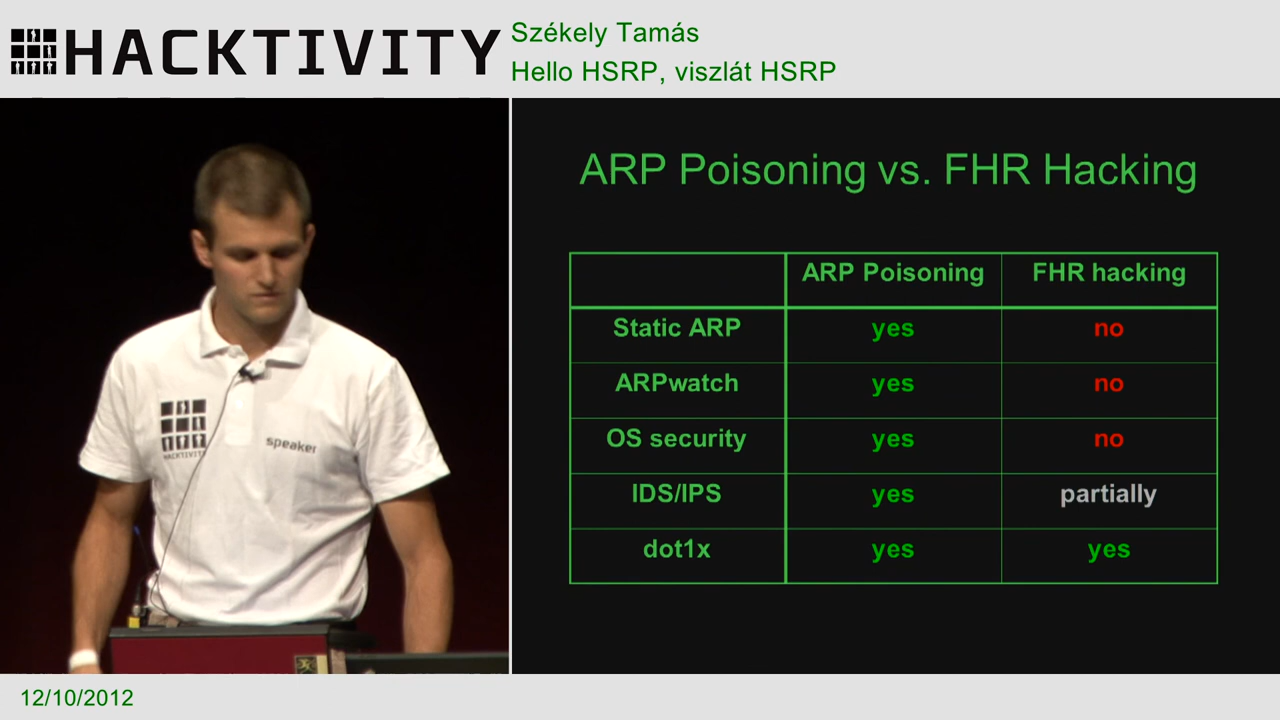 HACKTIVITY
Székely Tamás
Hello HSRP, viszlát HSRP
HACKTIVITY
speaker
ARP Poisoning vs. FHR Hacking
ARP Poisoning FHR hacking
Static ARP yes no
ARPwatch yes no
OS security yes no
IDS/IPS yes partially
dot1x yes yes
12/10/2012